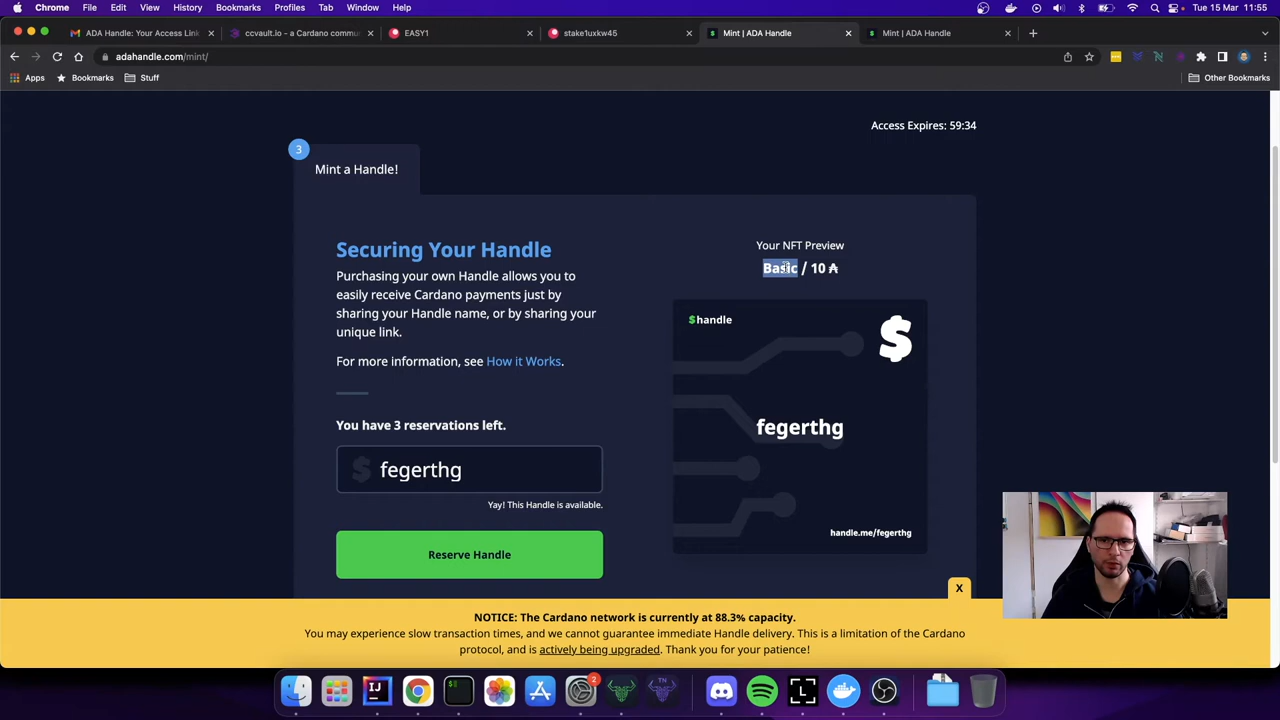 Chrome File Edit View History Bookmarks Profiles Tab Window Help
Tue 15 Mar 11:55
ADA Handle: Your Access Link
ccvault.io - a Cardano commu
EASY1
stake1uxkw45
Mint | ADA Handle
Mint | ADA Handle
adahandle.com/mint/
Apps Bookmarks Stuff
Other Bookmarks
Access Expires: 59:34
3
Mint a Handle!
Securing Your Handle
Purchasing your own Handle allows you to
easily receive Cardano payments just by
sharing your Handle name, or by sharing your
unique link.
For more information, see How it Works.
You have 3 reservations left.
$ fegerthg
Yay! This Handle is available.
Reserve Handle
Your NFT Preview
Basic / 10 ₳
$handle
$
fegerthg
handle.me/fegerthg
X
NOTICE: The Cardano network is currently at 88.3% capacity.
You may experience slow transaction times, and we cannot guarantee immediate Handle delivery. This is a limitation of the Cardano
protocol, and is actively being upgraded. Thank you for your patience!
2
TN